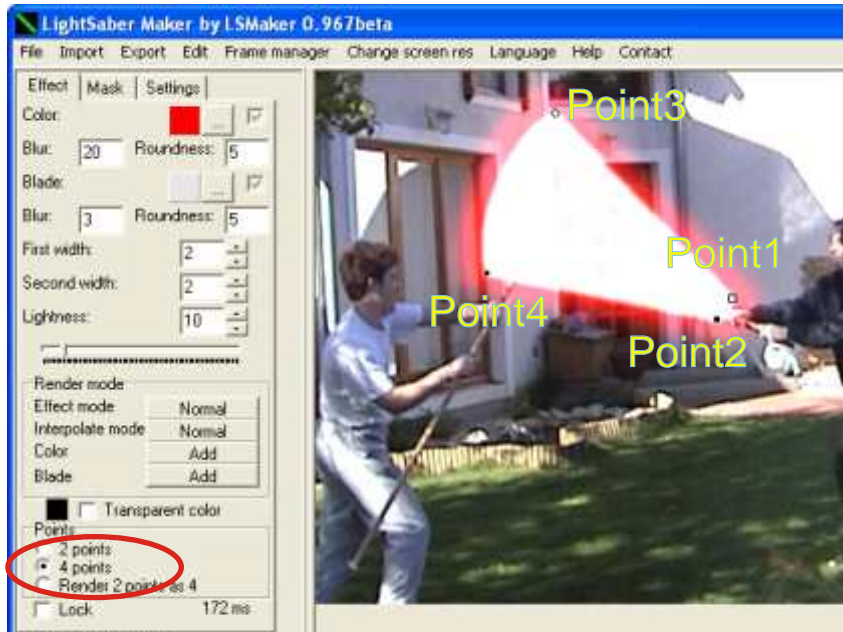 LightSaber Maker by LSMaker 0.967beta
File Import Export Edit Frame manager Change screen res Language Help Contact
Effect Mask Settings
Color: ...
Blur: 20 Roundness: 5
Blade: ...
Blur: 3 Roundness: 5
First width: 2
Second width: 2
Lightness: 10
Render mode
Effect mode Normal
Interpolate mode Normal
Color Add
Blade Add
Transparent color
Points
2 points
4 points
Render 2 points as 4
Lock 172 ms
Point3
Point1
Point4
Point2